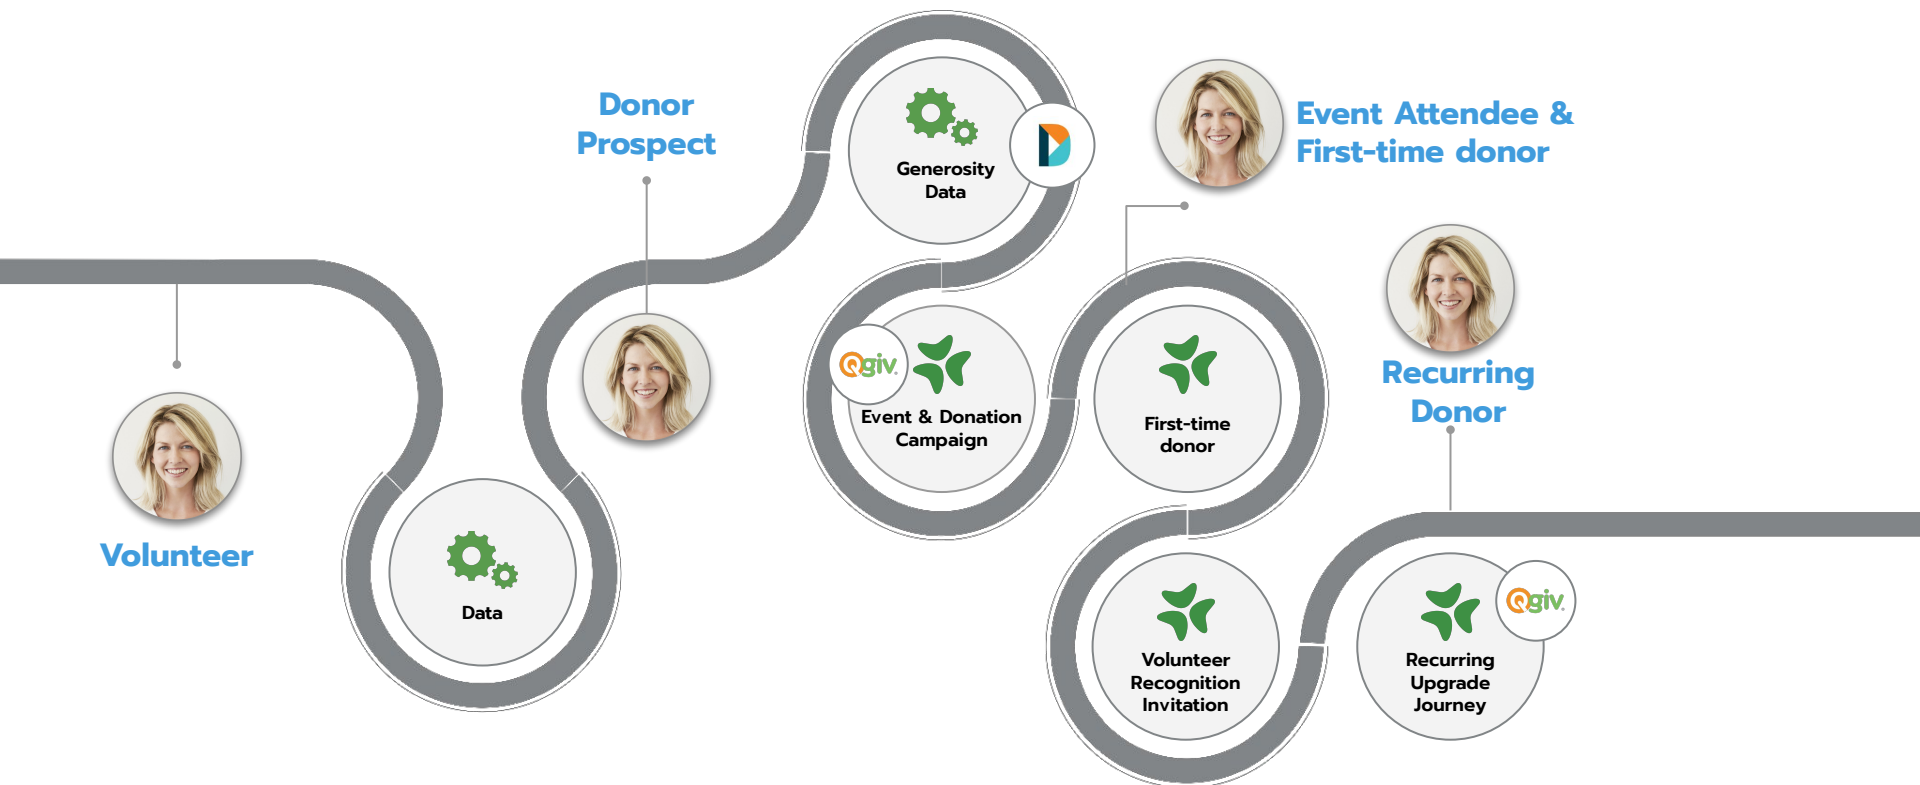 Volunteer
Data
Donor
Prospect
Generosity
Data
Qgiv.
Event & Donation
Campaign
Event Attendee &
First-time donor
First-time
donor
Volunteer
Recognition
Invitation
Recurring
Donor
Recurring
Upgrade
Journey
Qgiv.